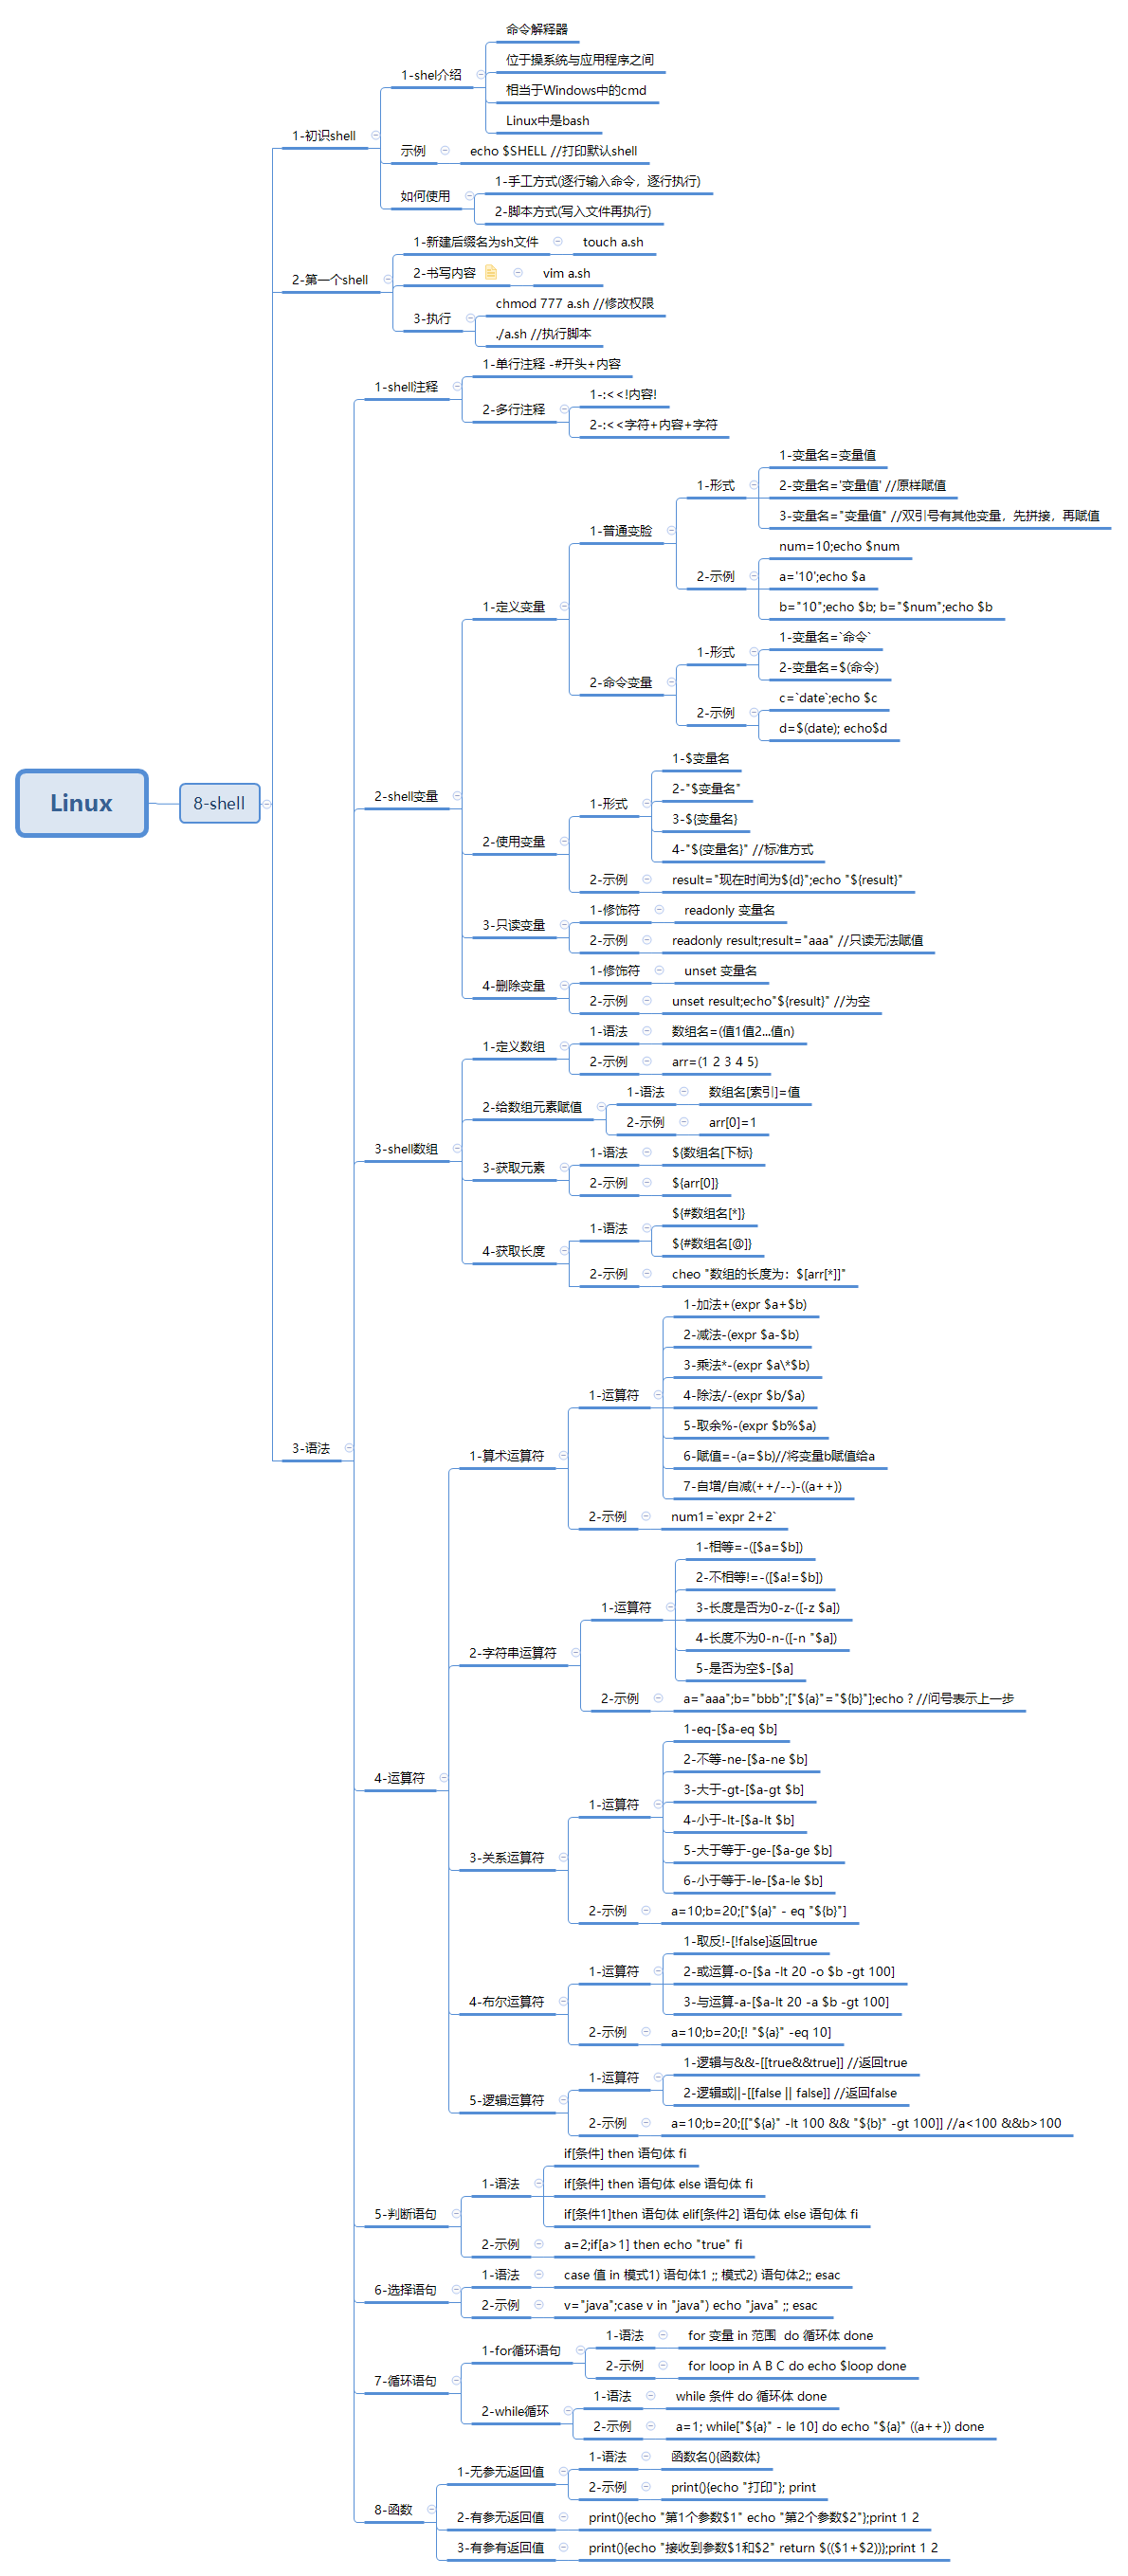 Linux
8-shell
1-初识shell
1-shel介绍
命令解释器
位于操系统与应用程序之间
相当于Windows中的cmd
Linux中是bash
示例
echo $SHELL //打印默认shell
如何使用
1-手工方式(逐行输入命令，逐行执行)
2-脚本方式(写入文件再执行)
2-第一个shell
1-新建后缀名为sh文件
touch a.sh
2-书写内容
vim a.sh
3-执行
chmod 777 a.sh //修改权限
./a.sh //执行脚本
3-语法
1-shell注释
1-单行注释 -#开头+内容
2-多行注释
1-:<<!内容!
2-:<<字符+内容+字符
2-shell变量
1-定义变量
1-普通变脸
1-形式
1-变量名=变量值
2-变量名='变量值' //原样赋值
3-变量名="变量值" //双引号有其他变量，先拼接，再赋值
2-示例
num=10;echo $num
a='10';echo $a
b="10";echo $b; b="$num";echo $b
2-命令变量
1-形式
1-变量名=`命令`
2-变量名=$(命令)
2-示例
c=`date`;echo $c
d=$(date); echo$d
2-使用变量
1-形式
1-$变量名
2-"$变量名"
3-${变量名}
4-"${变量名}" //标准方式
2-示例
result="现在时间为${d}";echo "${result}"
3-只读变量
1-修饰符
readonly 变量名
2-示例
readonly result;result="aaa" //只读无法赋值
4-删除变量
1-修饰符
unset 变量名
2-示例
unset result;echo"${result}" //为空
3-shell数组
1-定义数组
1-语法
数组名=(值1值2...值n)
2-示例
arr=(1 2 3 4 5)
2-给数组元素赋值
1-语法
数组名[索引]=值
2-示例
arr[0]=1
3-获取元素
1-语法
${数组名[下标}
2-示例
${arr[0]}
4-获取长度
1-语法
${#数组名[*]}
${#数组名[@]}
2-示例
cheo "数组的长度为：$[arr[*]]"
4-运算符
1-算术运算符
1-运算符
1-加法+(expr $a+$b)
2-减法-(expr $a-$b)
3-乘法*-(expr $a\*$b)
4-除法/-(expr $b/$a)
5-取余%-(expr $b%$a)
6-赋值=-(a=$b)//将变量b赋值给a
7-自增/自减(++/--)-((a++))
2-示例
num1=`expr 2+2`
2-字符串运算符
1-运算符
1-相等=-([$a=$b])
2-不相等!=-([$a!=$b])
3-长度是否为0-z-([-z $a])
4-长度不为0-n-([-n "$a])
5-是否为空$-[$a]
2-示例
a="aaa";b="bbb";["${a}"="${b}"];echo ? //问号表示上一步
3-关系运算符
1-运算符
1-eq-[$a-eq $b]
2-不等-ne-[$a-ne $b]
3-大于-gt-[$a-gt $b]
4-小于-lt-[$a-lt $b]
5-大于等于-ge-[$a-ge $b]
6-小于等于-le-[$a-le $b]
2-示例
a=10;b=20;["${a}" - eq "${b}"]
4-布尔运算符
1-运算符
1-取反!-[!false]返回true
2-或运算-o-[$a -lt 20 -o $b -gt 100]
3-与运算-a-[$a-lt 20 -a $b -gt 100]
2-示例
a=10;b=20;[! "${a}" -eq 10]
5-逻辑运算符
1-运算符
1-逻辑与&&-[[true&&true]] //返回true
2-逻辑或||-[[false || false]] //返回false
2-示例
a=10;b=20;[["${a}" -lt 100 && "${b}" -gt 100]] //a<100 &&b>100
5-判断语句
1-语法
if[条件] then 语句体 fi
if[条件] then 语句体 else 语句体 fi
if[条件1]then 语句体 elif[条件2] 语句体 else 语句体 fi
2-示例
a=2;if[a>1] then echo "true" fi
6-选择语句
1-语法
case 值 in 模式1) 语句体1 ;; 模式2) 语句体2;; esac
2-示例
v="java";case v in "java") echo "java" ;; esac
7-循环语句
1-for循环语句
1-语法
for 变量 in 范围 do 循环体 done
2-示例
for loop in A B C do echo $loop done
2-while循环
1-语法
while 条件 do 循环体 done
2-示例
a=1; while["${a}" - le 10] do echo "${a}" ((a++)) done
8-函数
1-无参无返回值
1-语法
函数名(){函数体}
2-示例
print(){echo "打印"}; print
2-有参无返回值
print(){echo "第1个参数$1" echo "第2个参数$2"};print 1 2
3-有参有返回值
print(){echo "接收到参数$1和$2" return $(($1+$2))};print 1 2